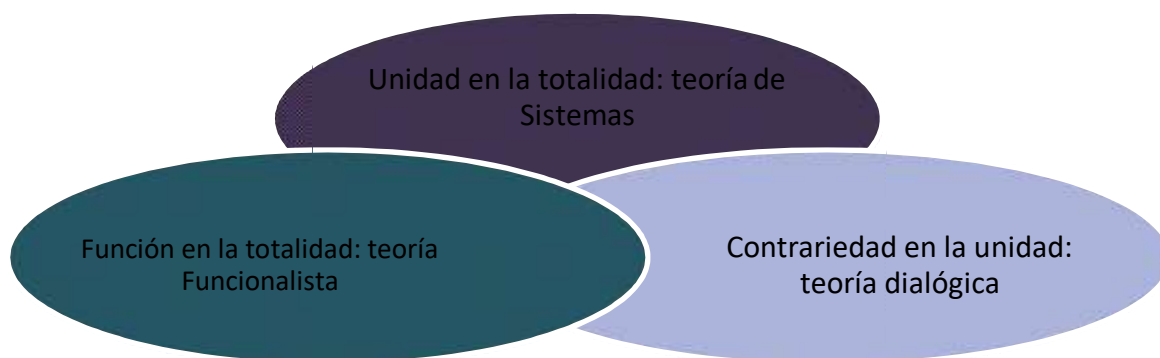 Unidad en la totalidad: teoría de
Sistemas
Función en la totalidad: teoría
Funcionalista
Contrariedad en la unidad:
teoría dialógica